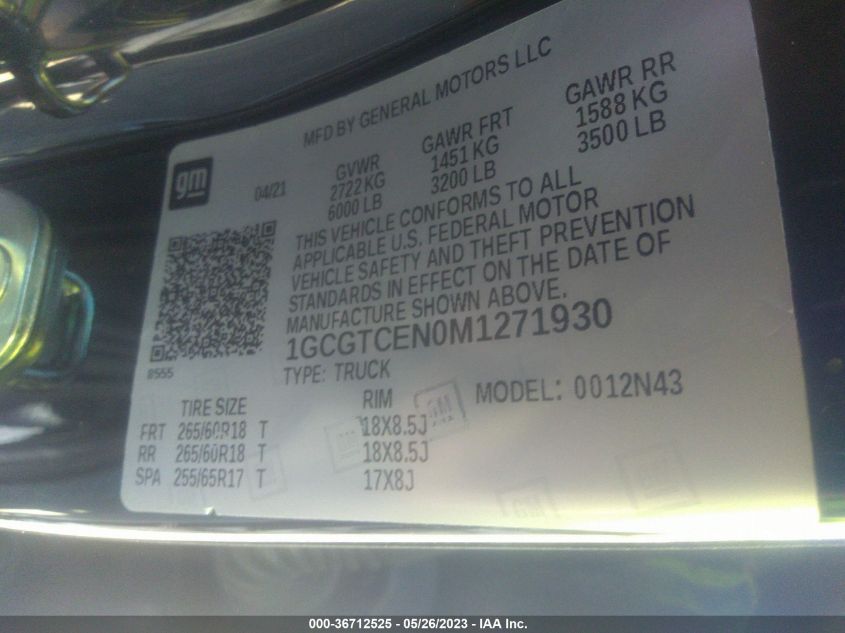 MFD BY GENERAL MOTORS LLC
gm
04/21
GVWR GAWR FRT GAWR RR
2722 KG 1451 KG 1588 KG
6000 LB 3200 LB 3500 LB
THIS VEHICLE CONFORMS TO ALL
APPLICABLE U.S. FEDERAL MOTOR
VEHICLE SAFETY AND THEFT PREVENTION
STANDARDS IN EFFECT ON THE DATE OF
MANUFACTURE SHOWN ABOVE.
1GCGTCEN0M1271930
8555
TYPE: TRUCK
MODEL: 0012N43
TIRE SIZE RIM
FRT 265/60R18 T 18X8.5J
RR 265/60R18 T 18X8.5J
SPA 255/65R17 T 17X8J
GM
GM
000-36712525 - 05/26/2023 - IAA Inc.